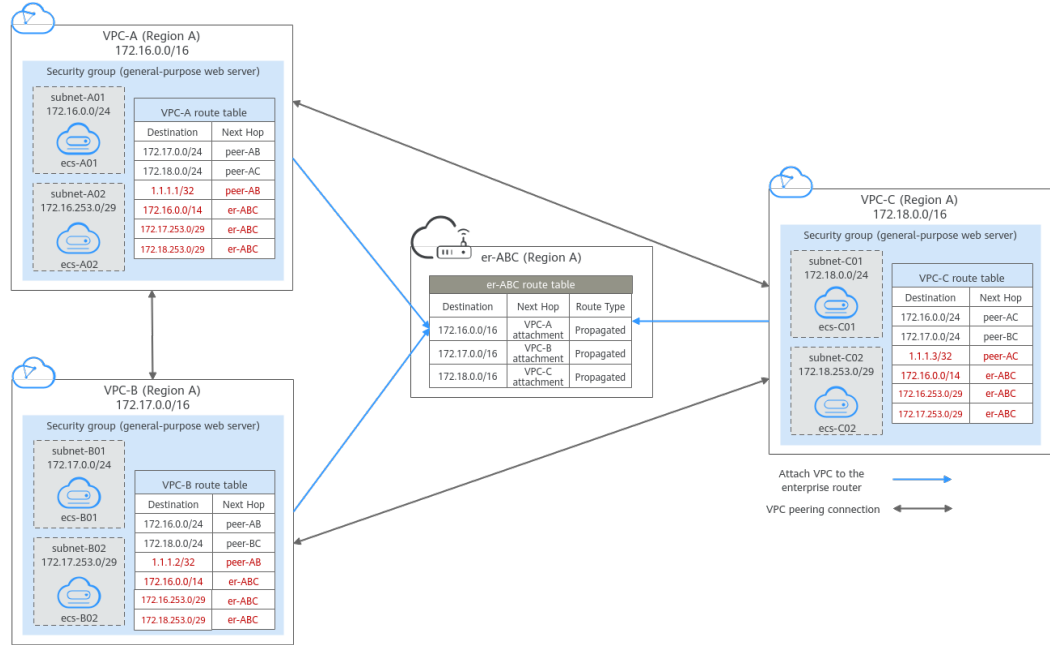 VPC-A (Region A)
172.16.0.0/16
Security group (general-purpose web server)
subnet-A01
172.16.0.0/24
ecs-A01
subnet-A02
172.16.253.0/29
ecs-A02
VPC-A route table
Destination Next Hop
172.17.0.0/24 peer-AB
172.18.0.0/24 peer-AC
1.1.1.1/32 peer-AB
172.16.0.0/14 er-ABC
172.17.253.0/29 er-ABC
172.18.253.0/29 er-ABC
VPC-B (Region A)
172.17.0.0/16
Security group (general-purpose web server)
subnet-B01
172.17.0.0/24
ecs-B01
subnet-B02
172.17.253.0/29
ecs-B02
VPC-B route table
Destination Next Hop
172.16.0.0/24 peer-AB
172.18.0.0/24 peer-BC
1.1.1.2/32 peer-AB
172.16.0.0/14 er-ABC
172.16.253.0/29 er-ABC
172.18.253.0/29 er-ABC
er-ABC (Region A)
er-ABC route table
Destination Next Hop Route Type
172.16.0.0/16 VPC-A attachment Propagated
172.17.0.0/16 VPC-B attachment Propagated
172.18.0.0/16 VPC-C attachment Propagated
VPC-C (Region A)
172.18.0.0/16
Security group (general-purpose web server)
subnet-C01
172.18.0.0/24
ecs-C01
subnet-C02
172.18.253.0/29
ecs-C02
VPC-C route table
Destination Next Hop
172.16.0.0/24 peer-AC
172.17.0.0/24 peer-BC
1.1.1.3/32 peer-AC
172.16.0.0/14 er-ABC
172.16.253.0/29 er-ABC
172.17.253.0/29 er-ABC
Attach VPC to the
enterprise router
VPC peering connection